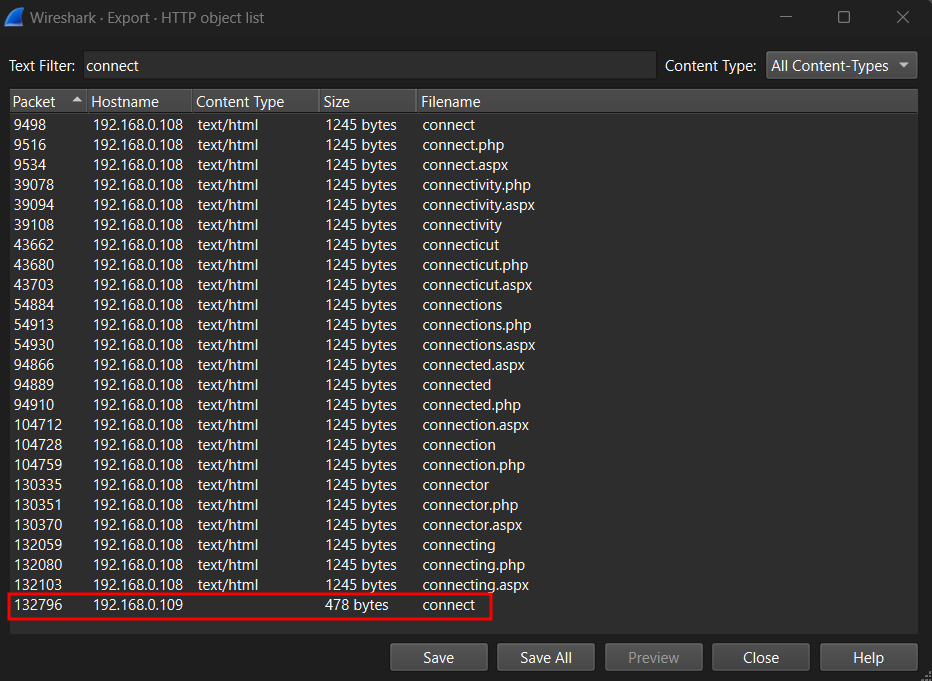 Wireshark · Export · HTTP object list
Text Filter: connect Content Type: All Content-Types
Packet Hostname Content Type Size Filename
9498 192.168.0.108 text/html 1245 bytes connect
9516 192.168.0.108 text/html 1245 bytes connect.php
9534 192.168.0.108 text/html 1245 bytes connect.aspx
39078 192.168.0.108 text/html 1245 bytes connectivity.php
39094 192.168.0.108 text/html 1245 bytes connectivity.aspx
39108 192.168.0.108 text/html 1245 bytes connectivity
43662 192.168.0.108 text/html 1245 bytes connecticut
43680 192.168.0.108 text/html 1245 bytes connecticut.php
43703 192.168.0.108 text/html 1245 bytes connecticut.aspx
54884 192.168.0.108 text/html 1245 bytes connections
54913 192.168.0.108 text/html 1245 bytes connections.php
54930 192.168.0.108 text/html 1245 bytes connections.aspx
94866 192.168.0.108 text/html 1245 bytes connected.aspx
94889 192.168.0.108 text/html 1245 bytes connected
94910 192.168.0.108 text/html 1245 bytes connected.php
104712 192.168.0.108 text/html 1245 bytes connection.aspx
104728 192.168.0.108 text/html 1245 bytes connection
104759 192.168.0.108 text/html 1245 bytes connection.php
130335 192.168.0.108 text/html 1245 bytes connector
130351 192.168.0.108 text/html 1245 bytes connector.php
130370 192.168.0.108 text/html 1245 bytes connector.aspx
132059 192.168.0.108 text/html 1245 bytes connecting
132080 192.168.0.108 text/html 1245 bytes connecting.php
132103 192.168.0.108 text/html 1245 bytes connecting.aspx
132796 192.168.0.109 478 bytes connect
Save Save All Preview Close Help